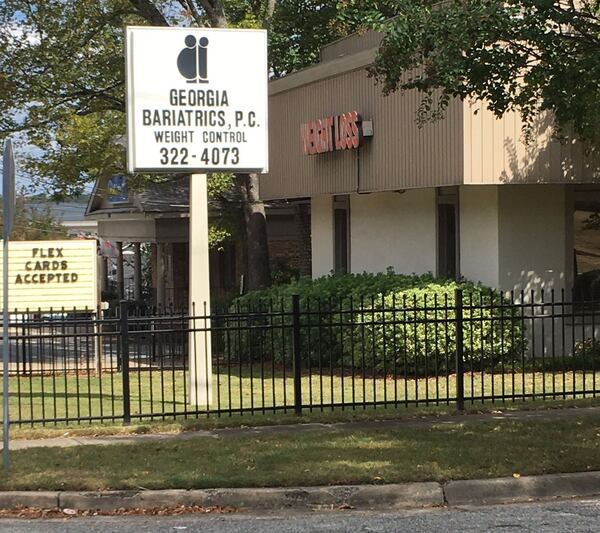 GEORGIA
BARIATRICS, P.C.
WEIGHT CONTROL
322-4073
WEIGHT LOSS
FLEX
CARDS
ACCEPTED